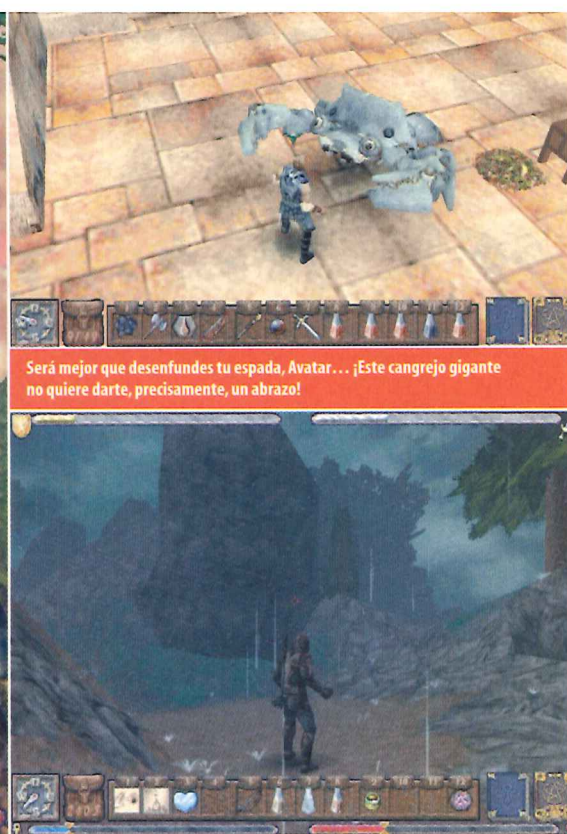 Será mejor que desenfundes tu espada, Avatar… ¡Este cangrejo gigante
no quiere darte, precisamente, un abrazo!